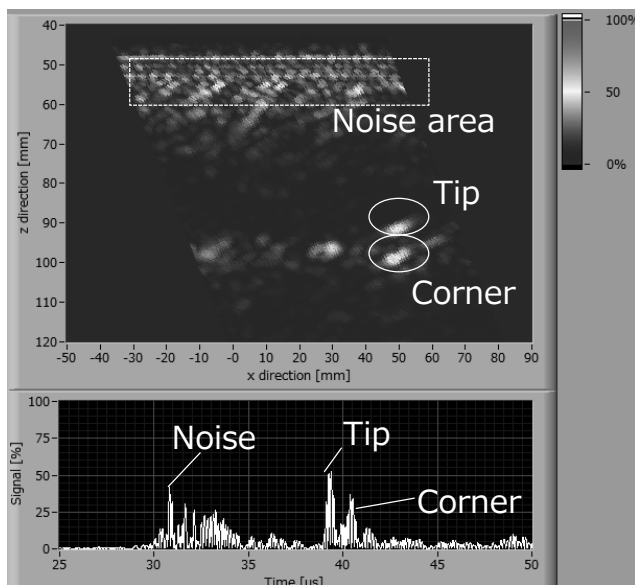 40
50
60
70
80
90
100
110
120
z direction [mm]
-50 -40 -30 -20 -10 -0 10 20 30 40 50 60 70 80 90
x direction [mm]
Noise area
Tip
Corner
100%
50
0%
100
75
50
25
0
Signal [%]
Noise
Tip
Corner
25 30 35 40 45 50
Time [us]